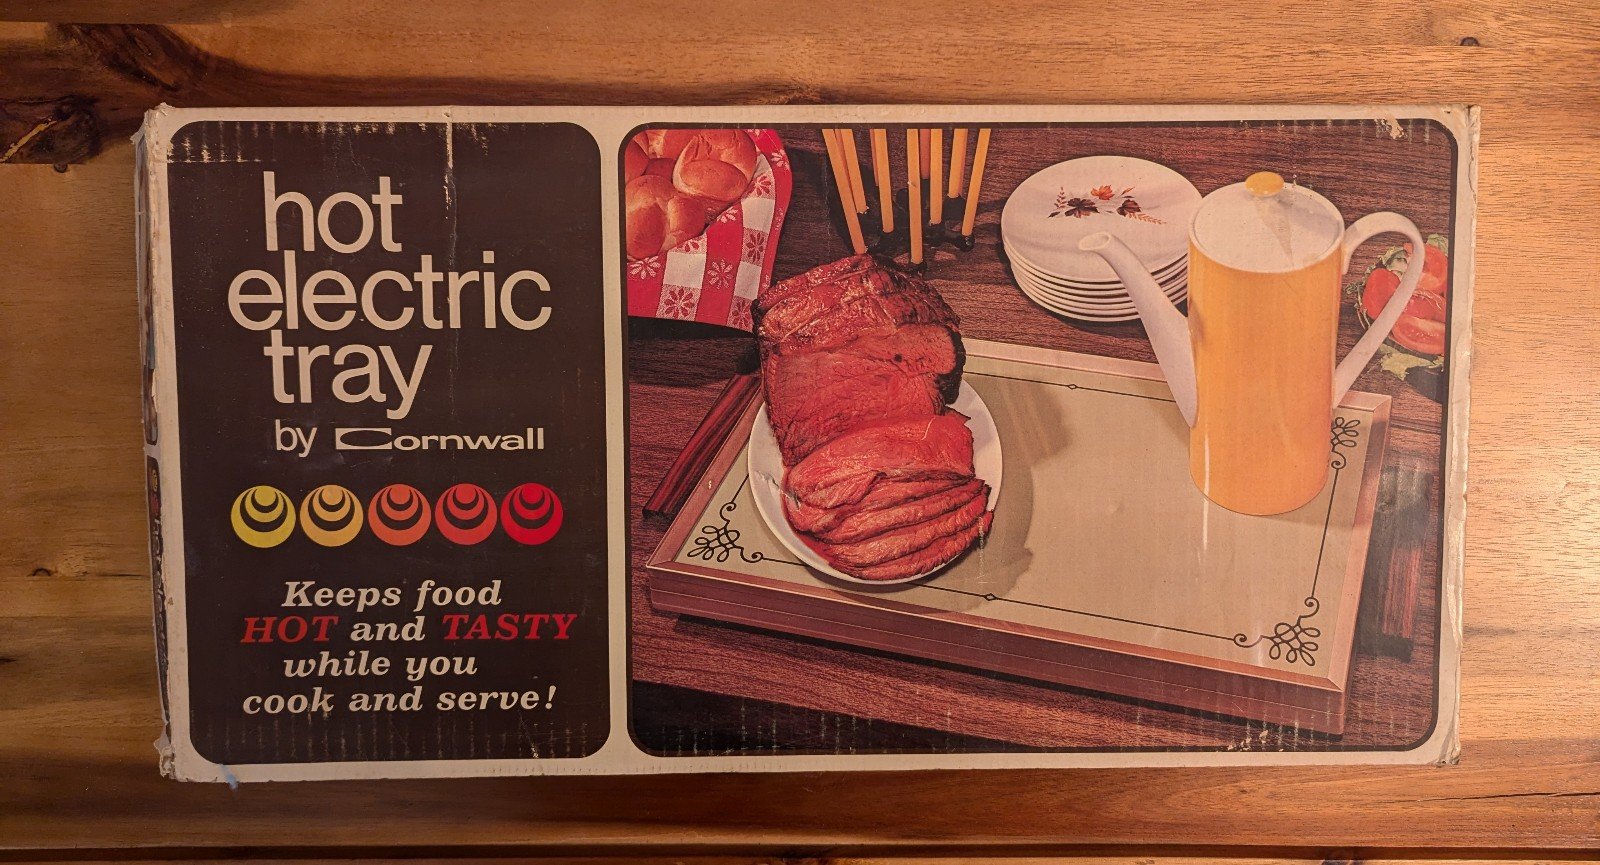 hot
electric
tray
by Cornwall
Keeps food
HOT and TASTY
while you
cook and serve!